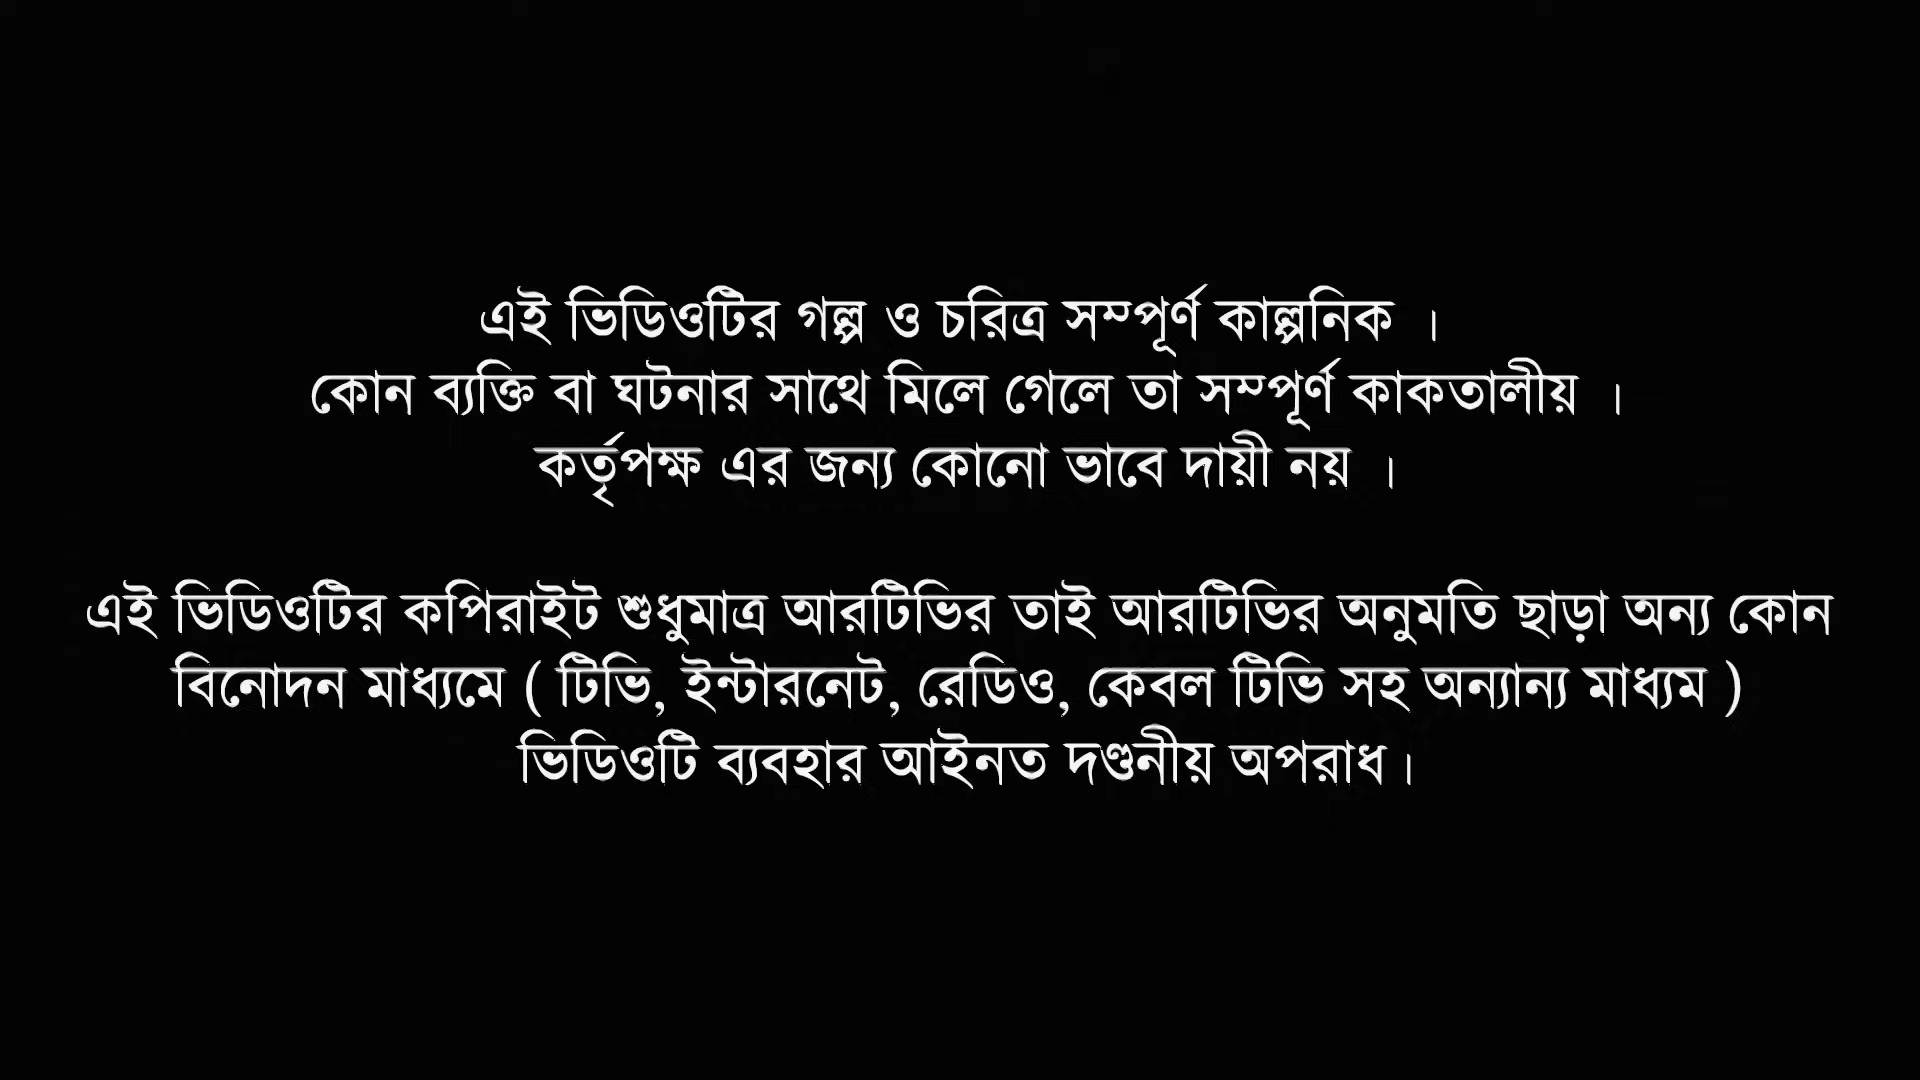 এই ভিডিওটির গল্প ও চরিত্র সম্পূর্ণ কাল্পনিক ।
কোন ব্যক্তি বা ঘটনার সাথে মিলে গেলে তা সম্পূর্ণ কাকতালীয় ।
কর্তৃপক্ষ এর জন্য কোনো ভাবে দায়ী নয় ।
এই ভিডিওটির কপিরাইট শুধুমাত্র আরটিভির তাই আরটিভির অনুমতি ছাড়া অন্য কোন
বিনোদন মাধ্যমে ( টিভি, ইন্টারনেট, রেডিও, কেবল টিভি সহ অন্যান্য মাধ্যম )
ভিডিওটি ব্যবহার আইনত দণ্ডনীয় অপরাধ।